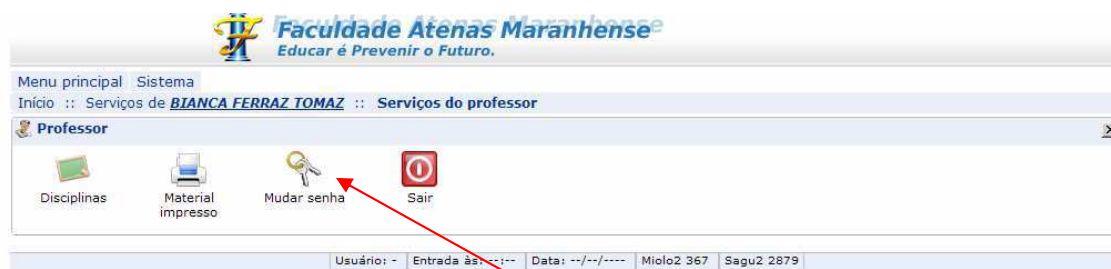 Faculdade Atenas Maranhense
Educar é Prevenir o Futuro.
Menu principal Sistema
Início :: Serviços de BIANCA FERRAZ TOMAZ :: Serviços do professor
Professor
Disciplinas
Material
impresso
Mudar senha
Sair
Usuário: - Entrada às: --:-- Data: --/--/---- Miolo2 367 Sagu2 2879